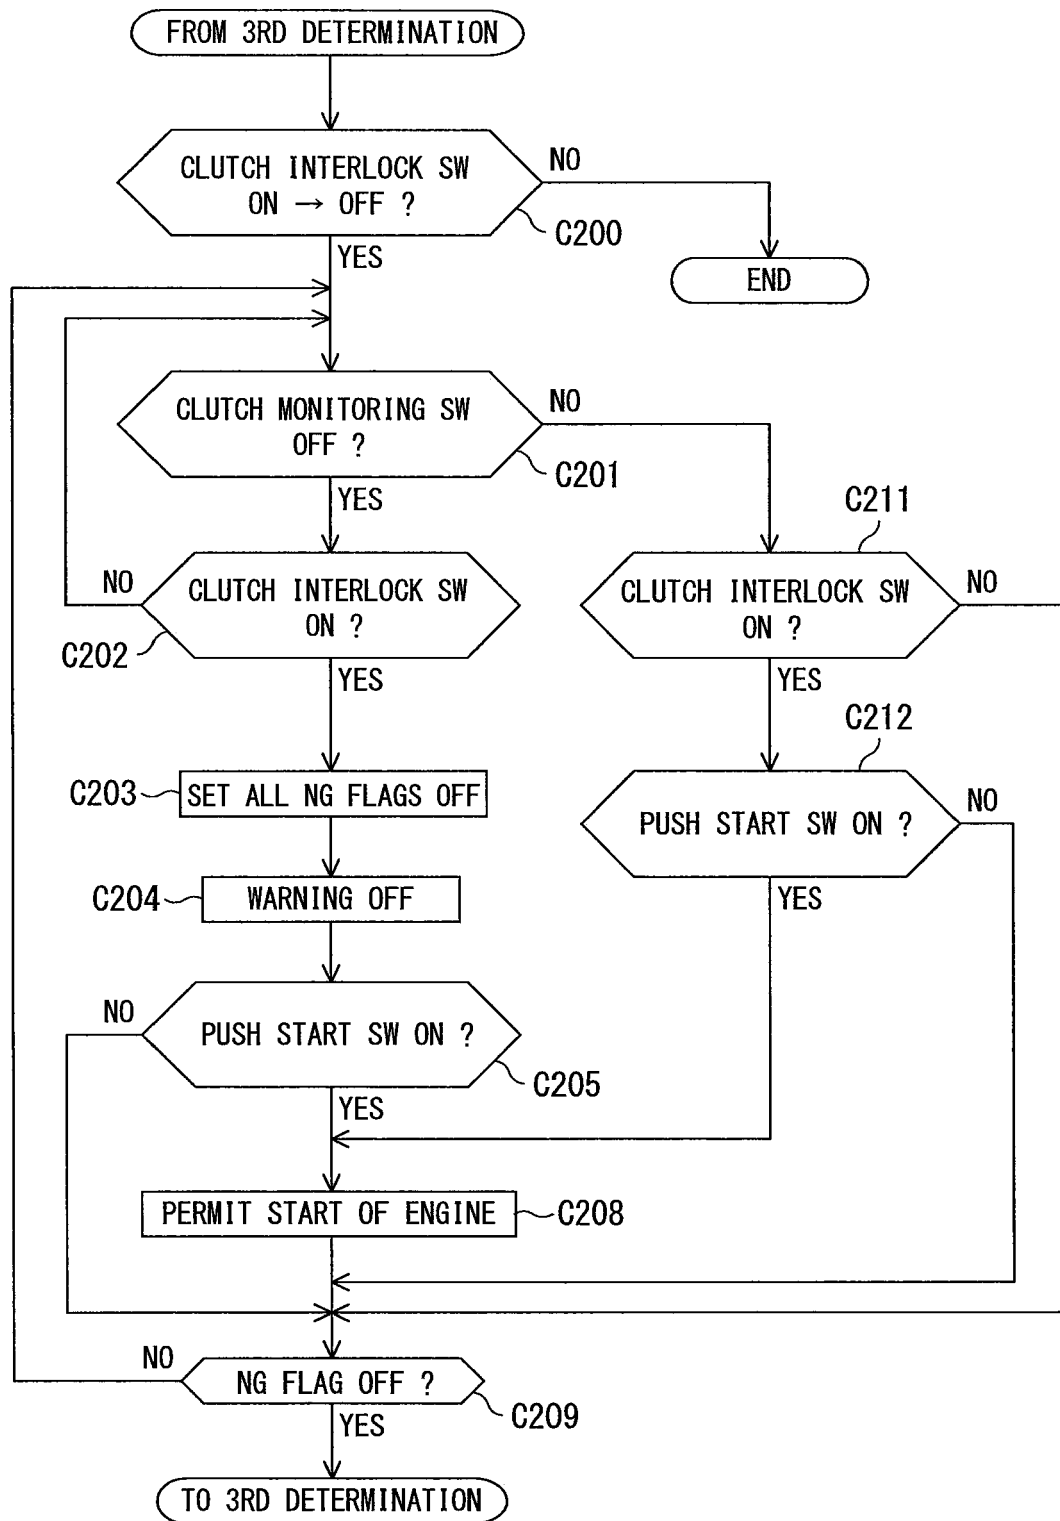 FROM 3RD DETERMINATION
CLUTCH INTERLOCK SW
ON → OFF ?
NO
C200
YES
END
CLUTCH MONITORING SW
OFF ?
NO
C201
YES
C211
CLUTCH INTERLOCK SW
ON ?
NO
C202
YES
CLUTCH INTERLOCK SW
ON ?
NO
YES
C212
C203
SET ALL NG FLAGS OFF
PUSH START SW ON ?
NO
YES
C204
WARNING OFF
NO
PUSH START SW ON ?
C205
YES
PERMIT START OF ENGINE
C208
NO
NG FLAG OFF ?
C209
YES
TO 3RD DETERMINATION